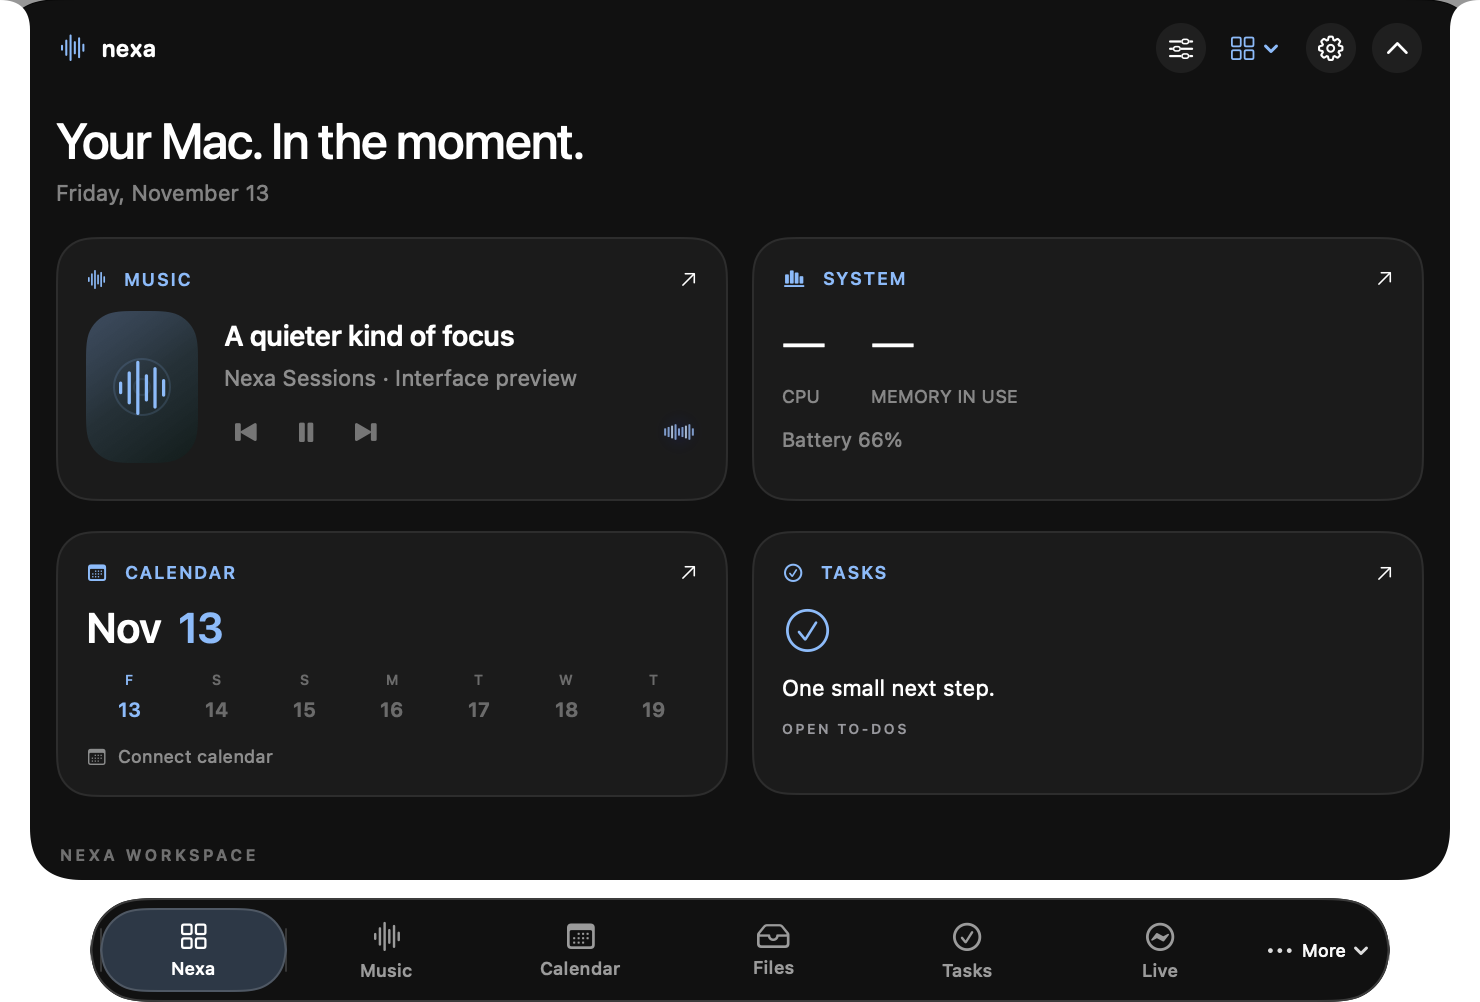 nexa
Your Mac. In the moment.
Friday, November 13
MUSIC
A quieter kind of focus
Nexa Sessions · Interface preview
SYSTEM
— —
CPU MEMORY IN USE
Battery 66%
CALENDAR
Nov 13
F S S M T W T
13 14 15 16 17 18 19
Connect calendar
TASKS
One small next step.
OPEN TO-DOS
NEXA WORKSPACE
Nexa Music Calendar Files Tasks Live ••• More